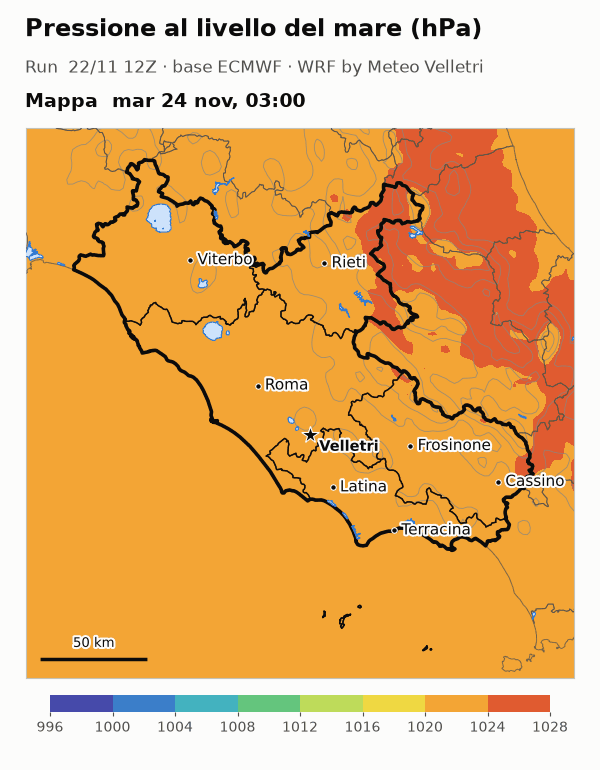 Pressione al livello del mare (hPa)
Run  22/11 12Z · base ECMWF · WRF by Meteo Velletri
Mappa  mar 24 nov, 03:00
Viterbo
Rieti
Roma
Velletri
Frosinone
Latina
Cassino
Terracina
50 km
996 1000 1004 1008 1012 1016 1020 1024 1028